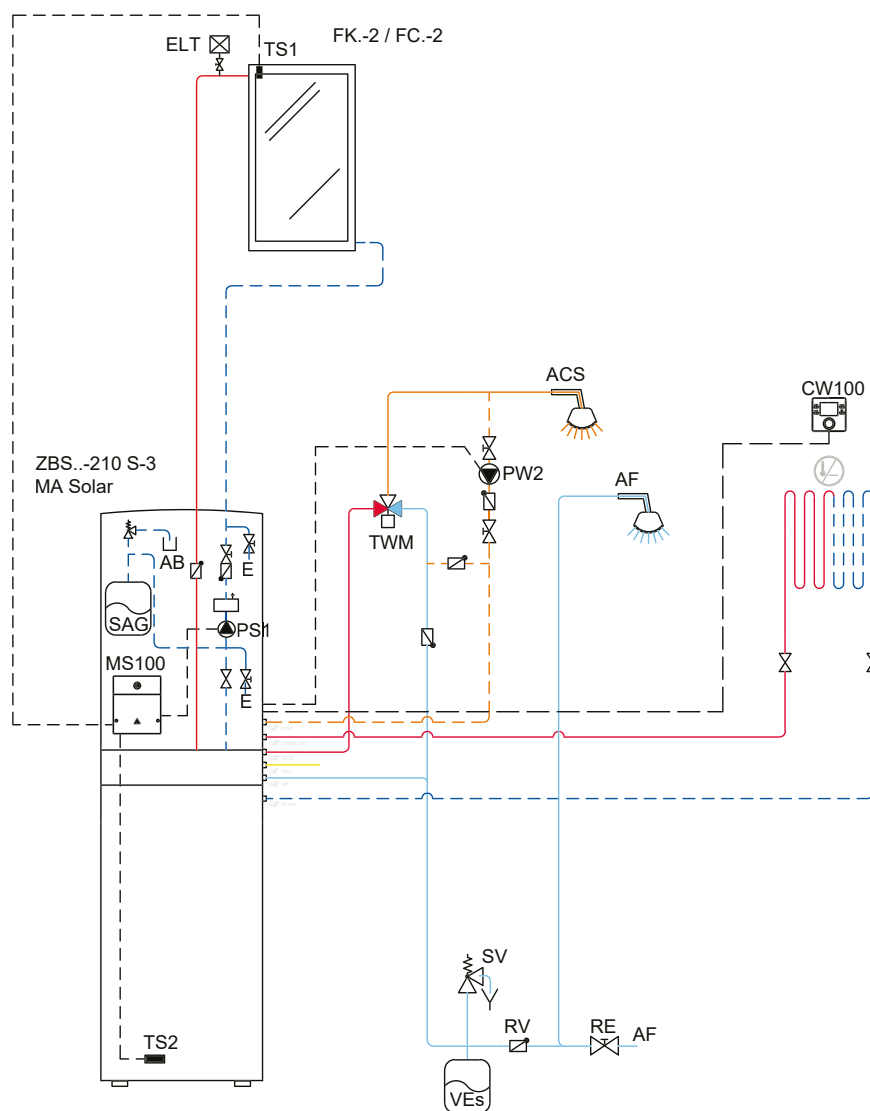 FK.-2 / FC.-2
ELT
TS1
ACS
CW100
ZBS..-210 S-3
MA Solar
PW2
AF
TWM
AB
E
SAG
PS1
MS100
E
SV
RV
RE
AF
TS2
VEs